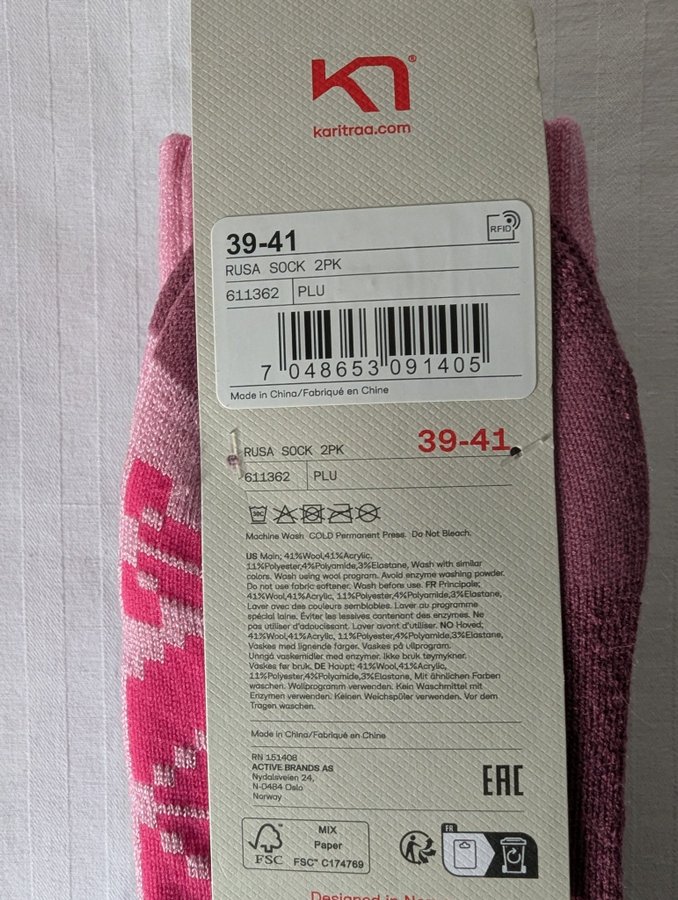 karitraa.com
39-41
RFID
RUSA SOCK 2PK
611362 PLU
7 048653 091405
Made in China/Fabriqué en Chine
RUSA SOCK 2PK 39-41
611362 PLU
30C
Machine Wash COLD Permanent Press. Do Not Bleach.
US Main; 41%Wool,41%Acrylic,
11%Polyester,4%Polyamide,3%Elastane, Wash with similar
colors. Wash using wool program. Avoid enzyme washing powder.
Do not use fabric softener. Wash before use. FR Principale;
41%Wool,41%Acrylic, 11%Polyester,4%Polyamide,3%Elastane,
Laver avec des couleurs semblables. Laver au programme
spécial laine. Éviter les lessives contenant des enzymes. Ne
pas utiliser d'adoucissant. Laver avant d'utiliser. NO Hoved;
41%Wool,41%Acrylic, 11%Polyester,4%Polyamide,3%Elastane,
Vaskes med lignende farger. Vaskes på ullprogram.
Unngå vaskemidler med enzymer. Ikke bruk tøymykner.
Vaskes før bruk. DE Haupt; 41%Wool,41%Acrylic,
11%Polyester,4%Polyamide,3%Elastane, Mit ähnlichen Farben
waschen. Wollprogramm verwenden. Kein Waschmittel mit
Enzymen verwenden. Keinen Weichspüler verwenden. Vor dem
Tragen waschen.
Made in China/Fabriqué en Chine
RN 151408
ACTIVE BRANDS AS
Nydalsveien 24,
N-0484 Oslo
Norway
EAC
FSC
MIX
Paper
FSC™ C174769
FR
Designed in